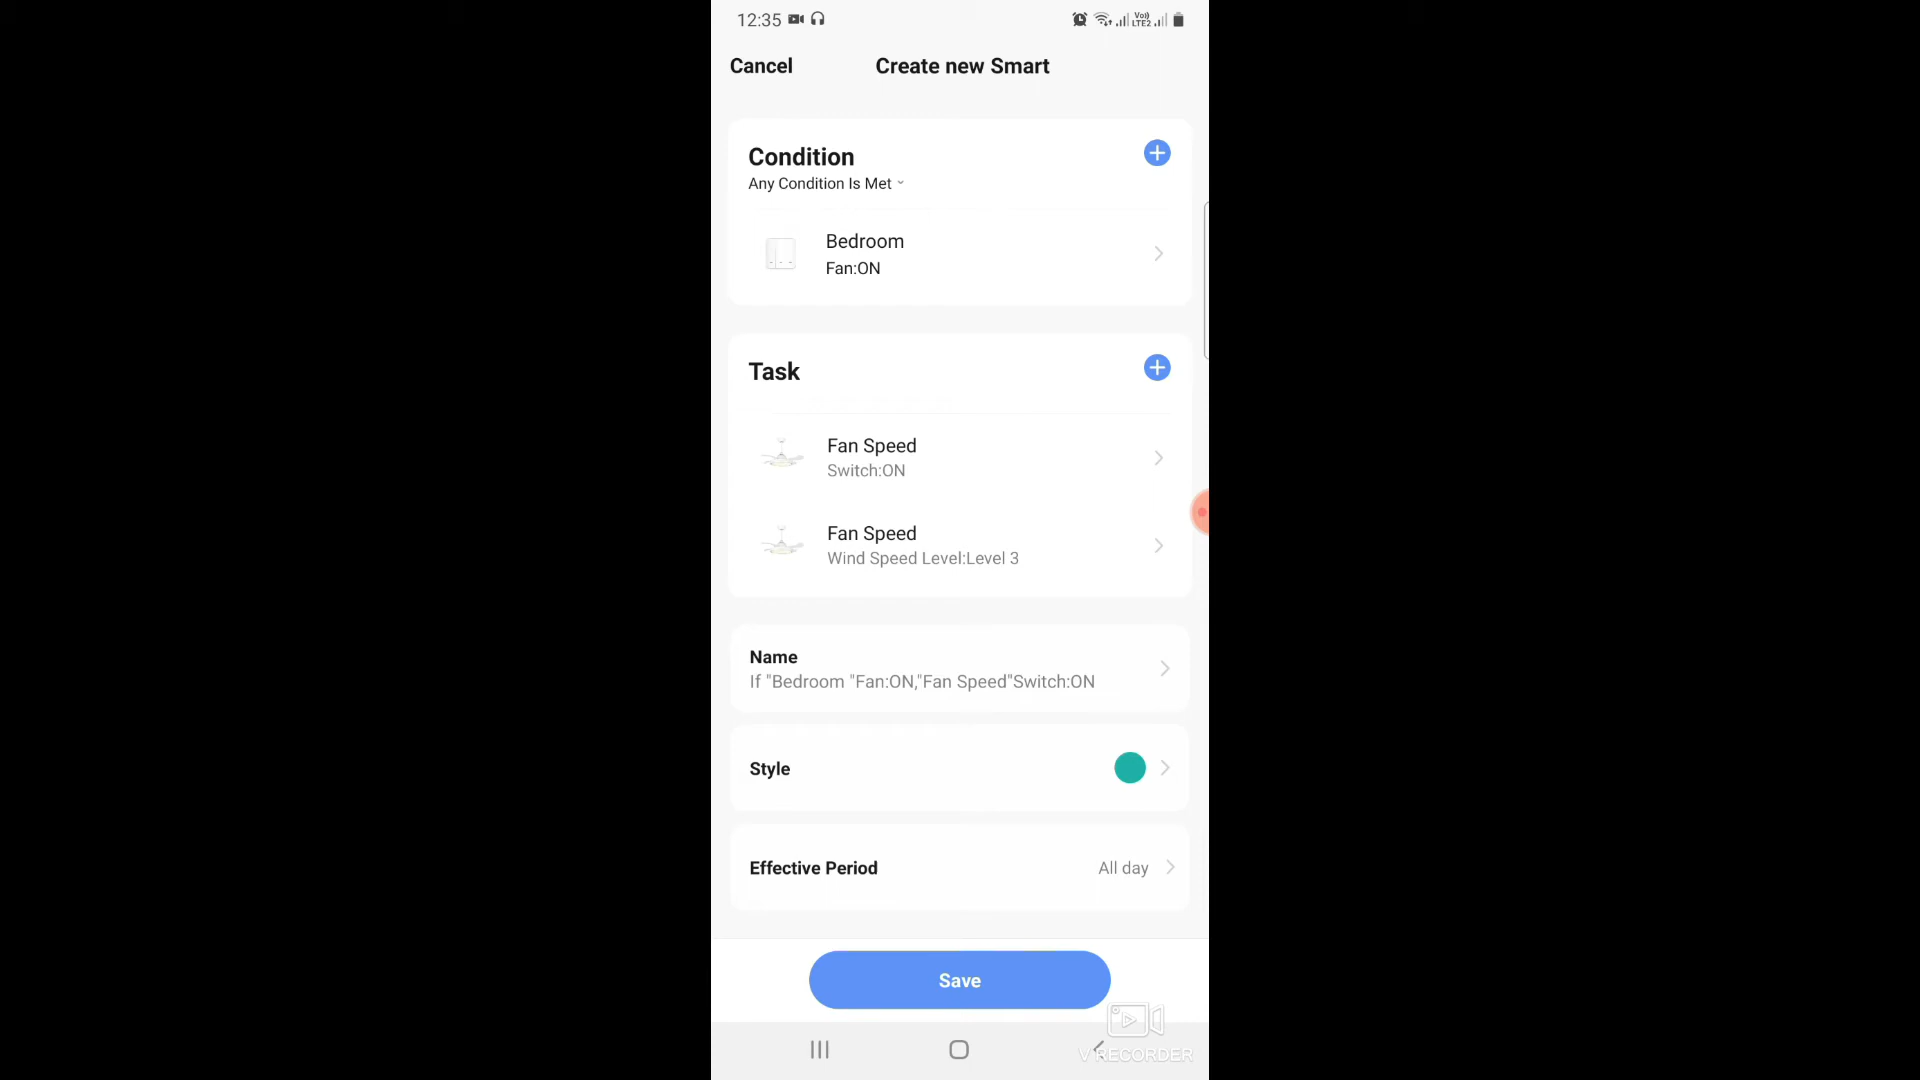 12:35
Vo)) LTE2
Cancel
Create new Smart
Condition
Any Condition Is Met
Bedroom
Fan:ON
Task
Fan Speed
Switch:ON
Fan Speed
Wind Speed Level:Level 3
Name
If "Bedroom "Fan:ON,"Fan Speed"Switch:ON
Style
Effective Period
All day
Save
V RECORDER